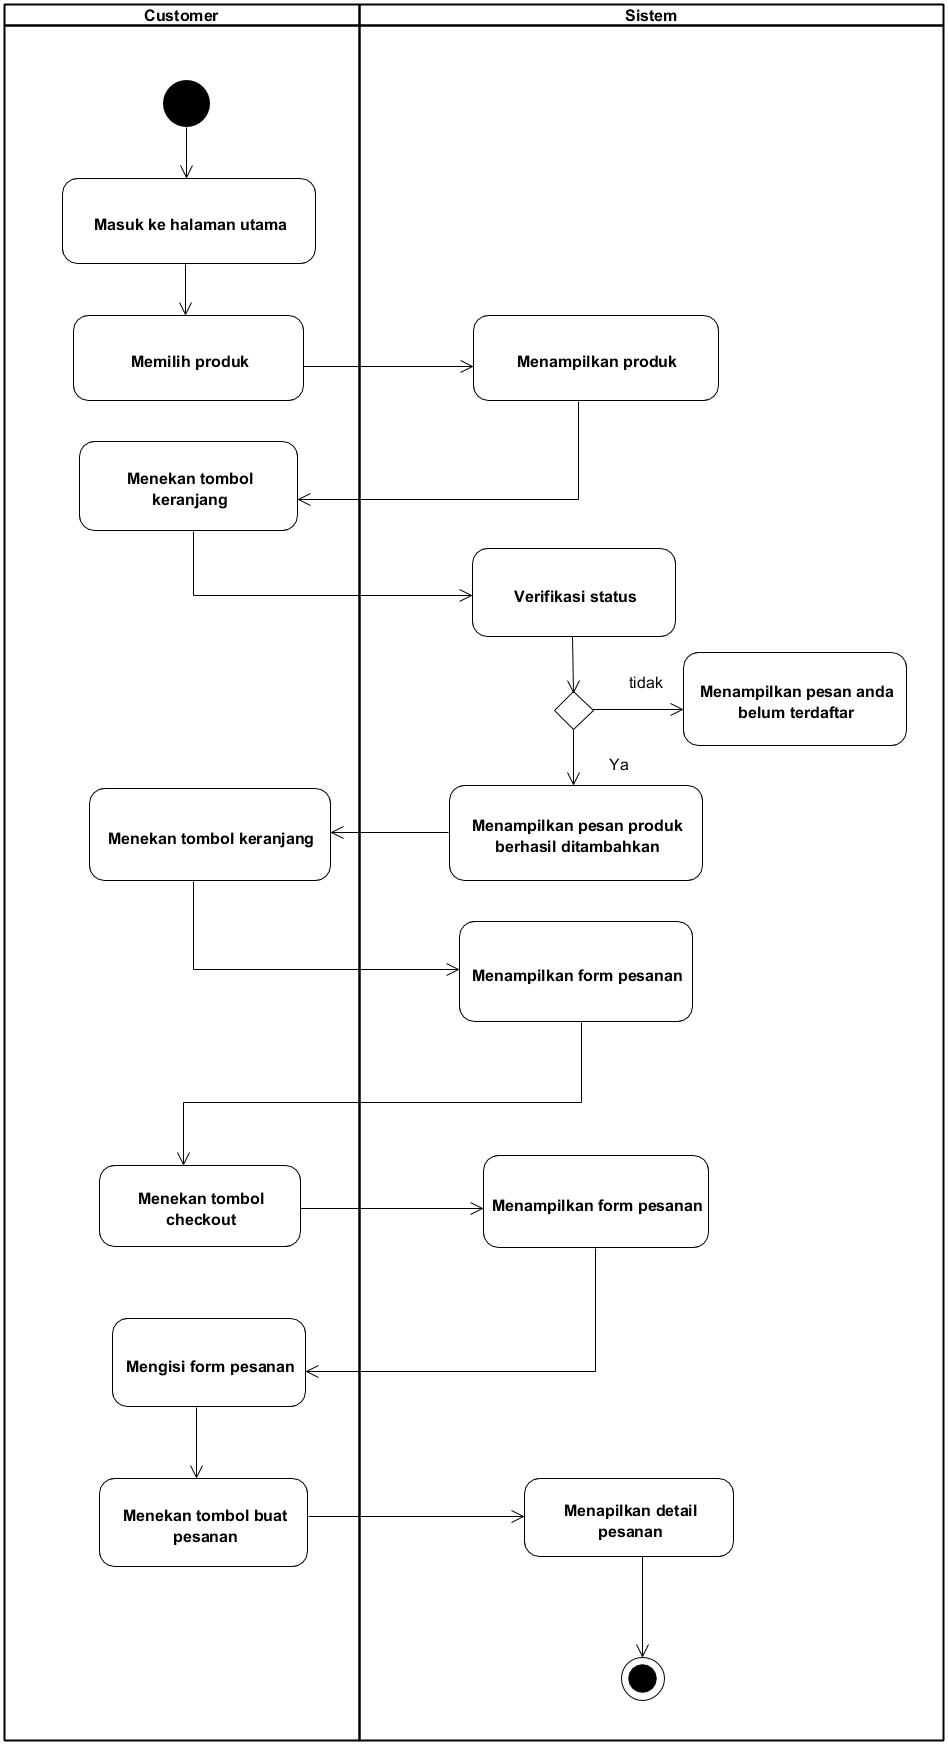 Customer
Sistem
Masuk ke halaman utama
Memilih produk
Menampilkan produk
Menekan tombol
keranjang
Verifikasi status
tidak
Menampilkan pesan anda
belum terdaftar
Ya
Menampilkan pesan produk
berhasil ditambahkan
Menekan tombol keranjang
Menampilkan form pesanan
Menekan tombol
checkout
Menampilkan form pesanan
Mengisi form pesanan
Menekan tombol buat
pesanan
Menapilkan detail
pesanan